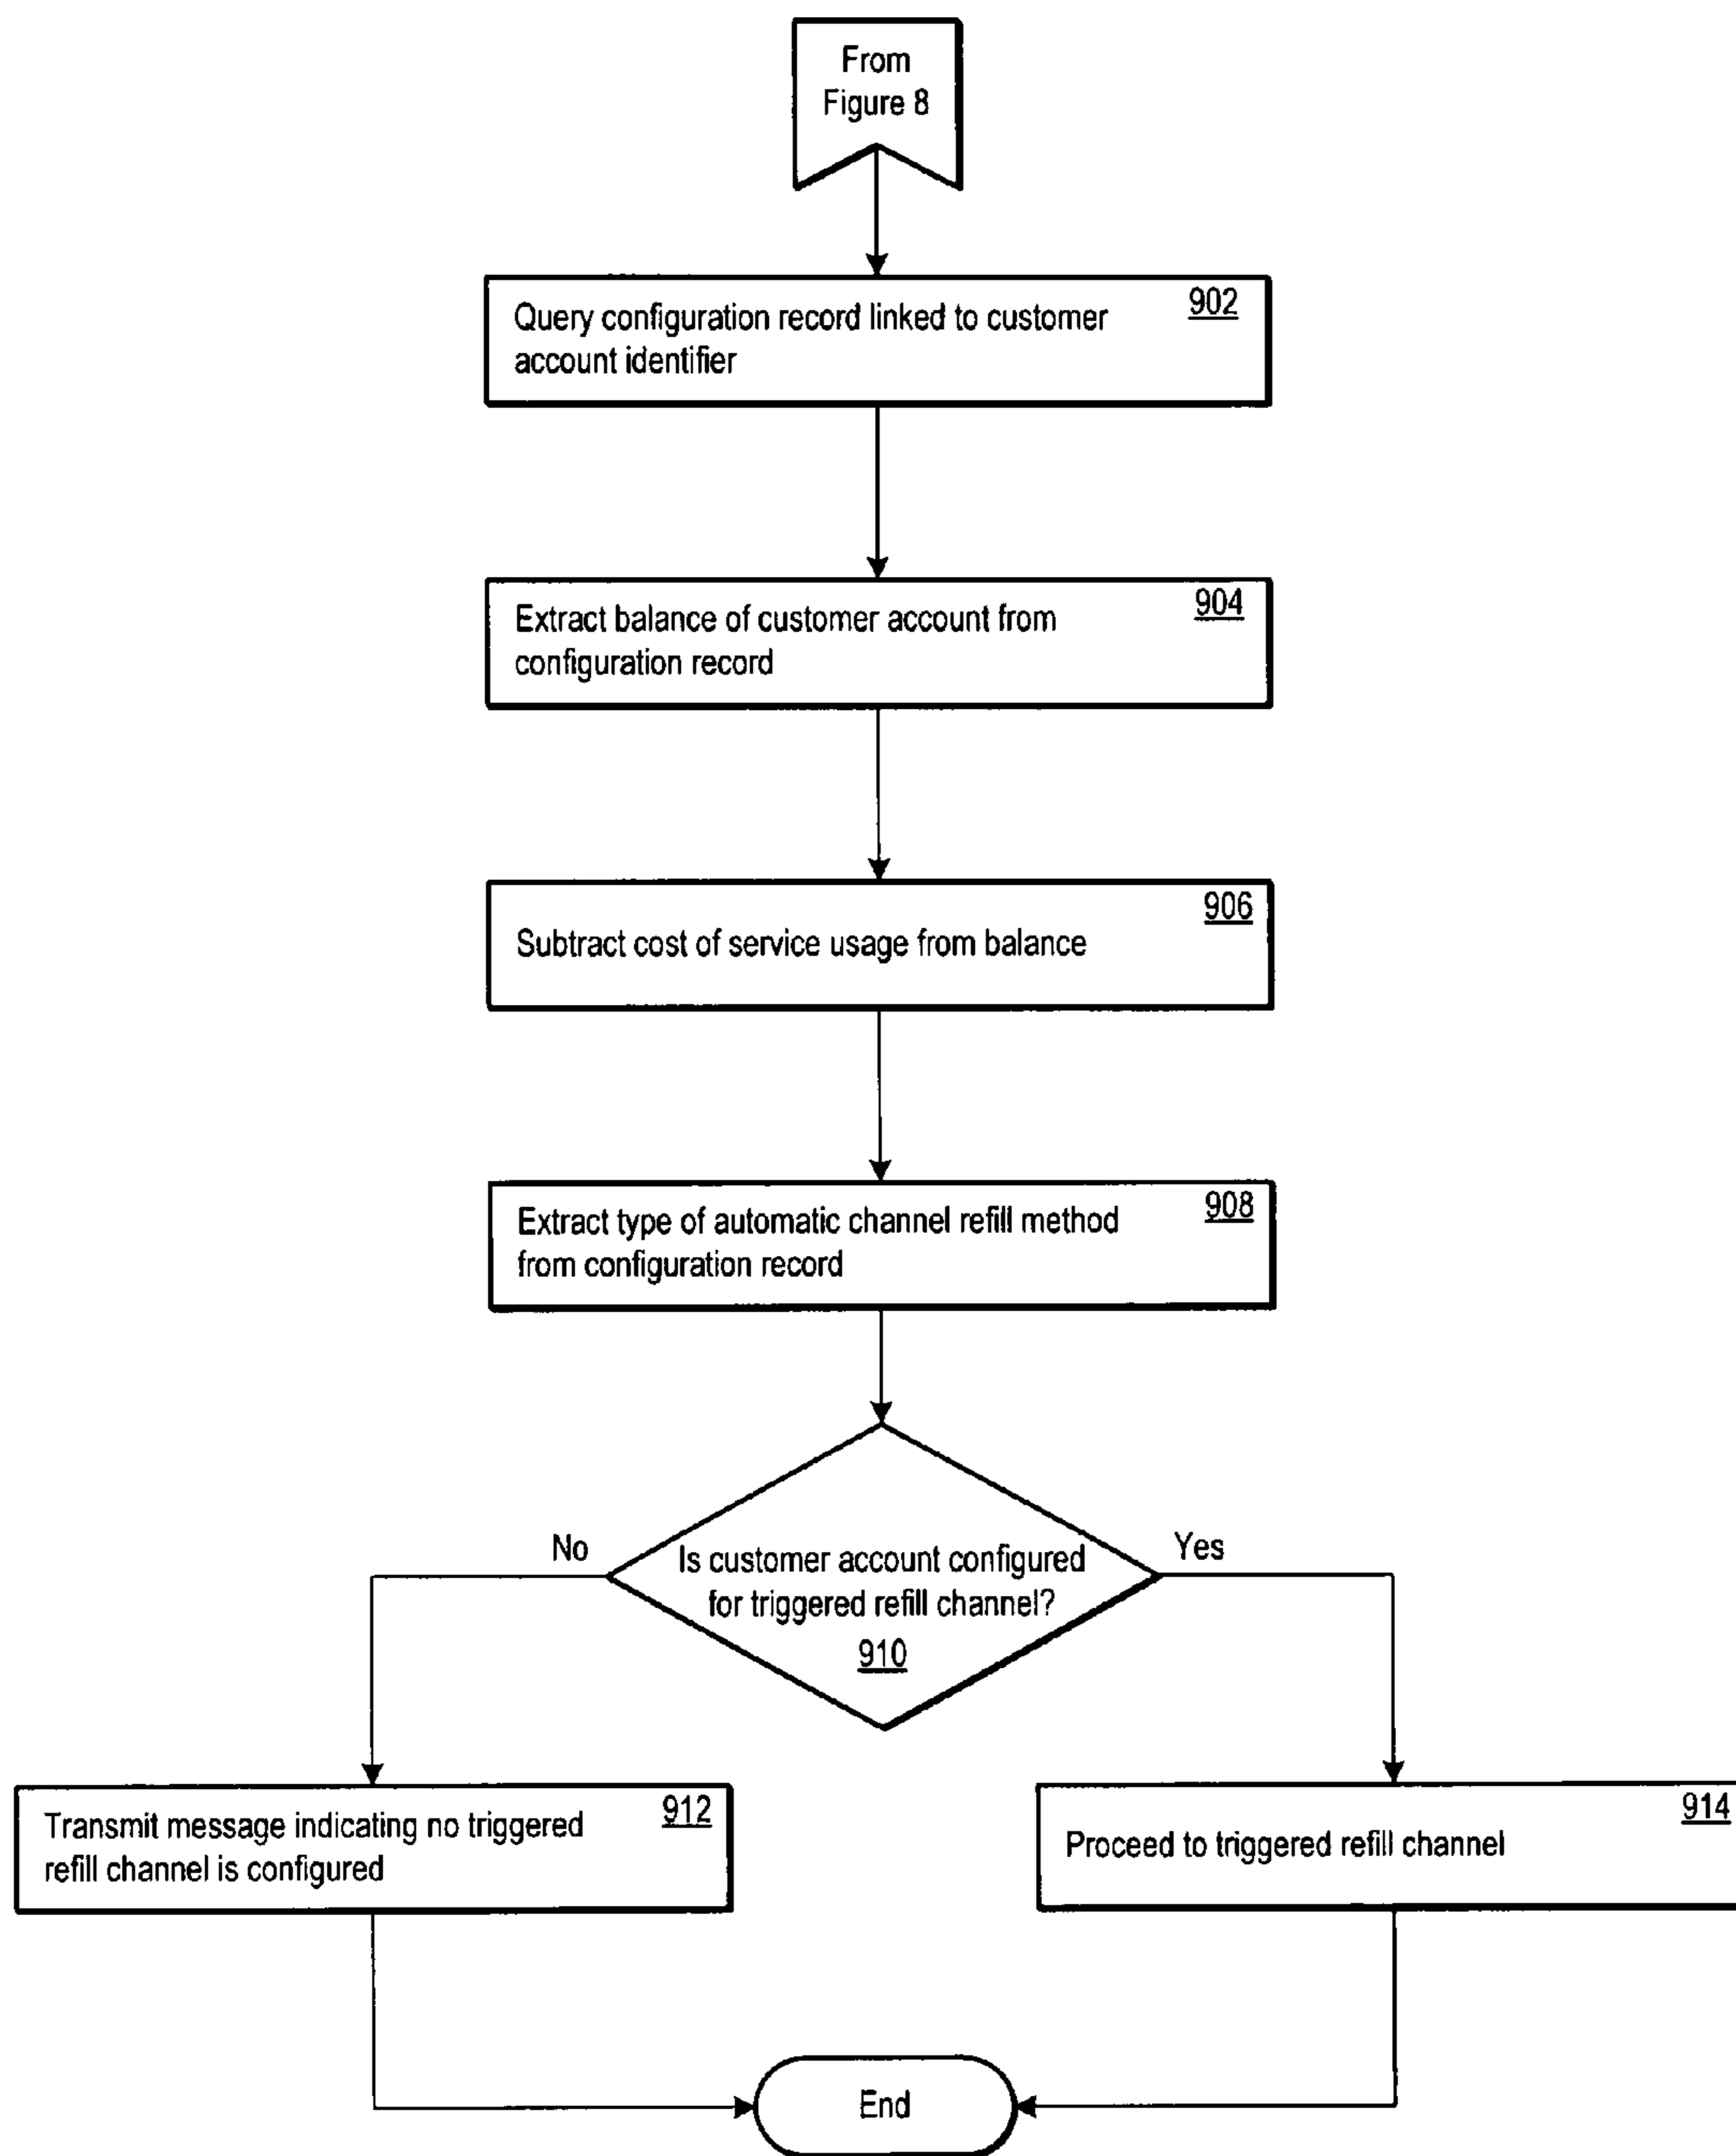 From
Figure 8
902
Query configuration record linked to customer
account identifier
904
Extract balance of customer account from
configuration record
906
Subtract cost of service usage from balance
908
Extract type of automatic channel refill method
from configuration record
No
Yes
Is customer account configured
for triggered refill channel?
910
912
Transmit message indicating no triggered
refill channel is configured
914
Proceed to triggered refill channel
End